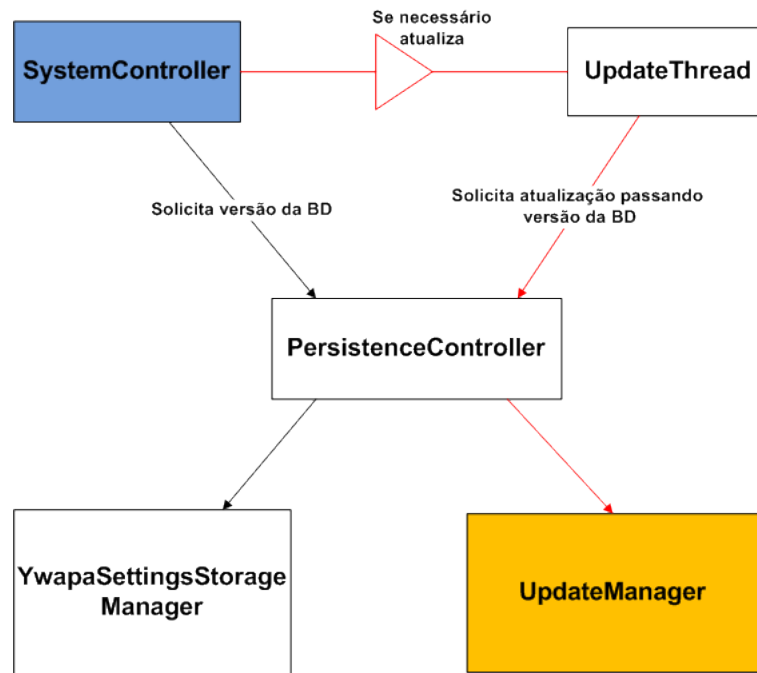 Se necessário
atualiza
SystemController
UpdateThread
Solicita versão da BD
Solicita atualização passando
versão da BD
PersistenceController
YwapaSettingsStorage
Manager
UpdateManager